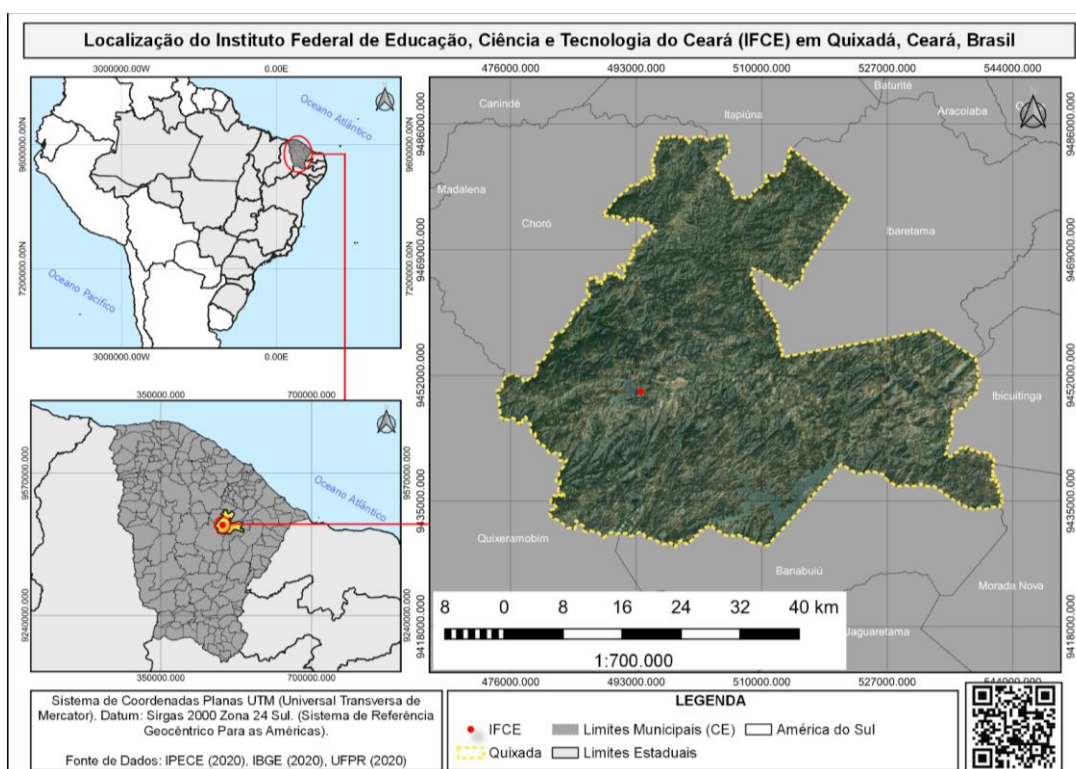 Localização do Instituto Federal de Educação, Ciência e Tecnologia do Ceará (IFCE) em Quixadá, Ceará, Brasil
3000000.00W 0.00E
Oceano Atlântico
9600000.00N 9600000.00N
7200000.00N 7200000.00N
Oceano Pacífico
3000000.00W 0.00E
350000.000 700000.000
Oceano Atlântico
9570000.000 9570000.000
9240000.000 9240000.000
350000.000 700000.000
476000.000 493000.000 510000.000 527000.000 544000.000
Canindé
Itapiúna
Baturité
Aracoiaba
9486000.000 9486000.000
Madalena
Choró
Ibaretama
9469000.000 9469000.000
9452000.000 9452000.000
Ibicuitinga
9435000.000 9435000.000
Quixeramobim
Banabuiú
Morada Nova
Jaguaretama
9418000.000 9418000.000
8 0 8 16 24 32 40 km
1:700.000
476000.000 493000.000 510000.000 527000.000 544000.000
Sistema de Coordenadas Planas UTM (Universal Transversa de
Mercator). Datum: Sirgas 2000 Zona 24 Sul. (Sistema de Referência
Geocêntrico Para as Américas).
Fonte de Dados: IPECE (2020), IBGE (2020), UFPR (2020)
LEGENDA
IFCE Limites Municipais (CE) América do Sul
Quixada Limites Estaduais